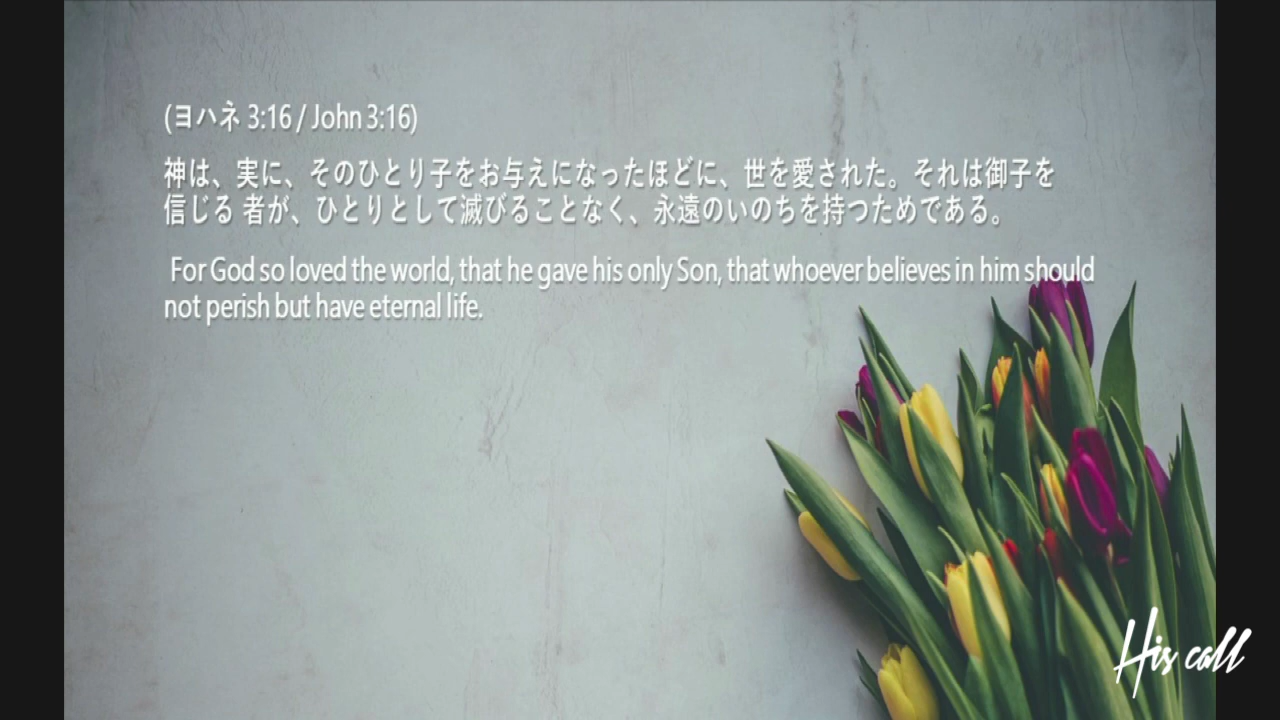 (ヨハネ 3:16 / John 3:16)
神は、実に、そのひとり子をお与えになったほどに、世を愛された。それは御子を
信じる 者が、ひとりとして滅びることなく、永遠のいのちを持つためである。
For God so loved the world, that he gave his only Son, that whoever believes in him should
not perish but have eternal life.
His call